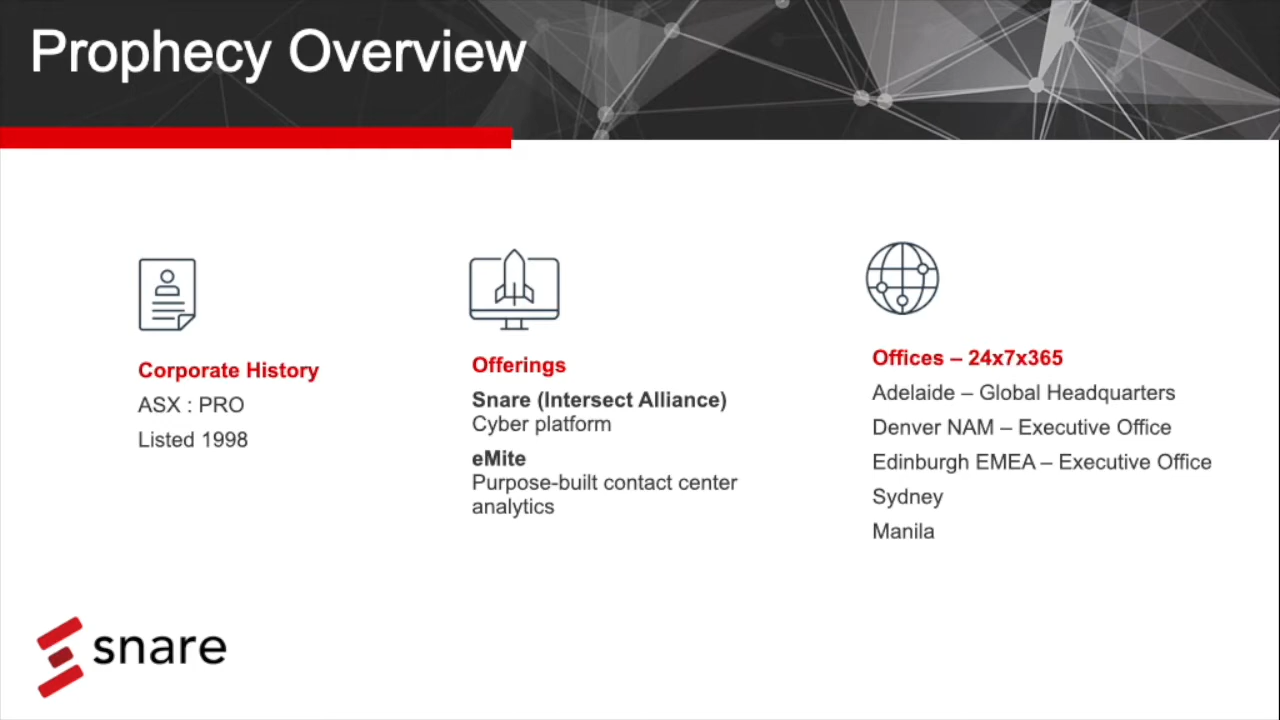 Prophecy Overview
Corporate History
ASX : PRO
Listed 1998
Offerings
Snare (Intersect Alliance)
Cyber platform
eMite
Purpose-built contact center
analytics
Offices – 24x7x365
Adelaide – Global Headquarters
Denver NAM – Executive Office
Edinburgh EMEA – Executive Office
Sydney
Manila
snare